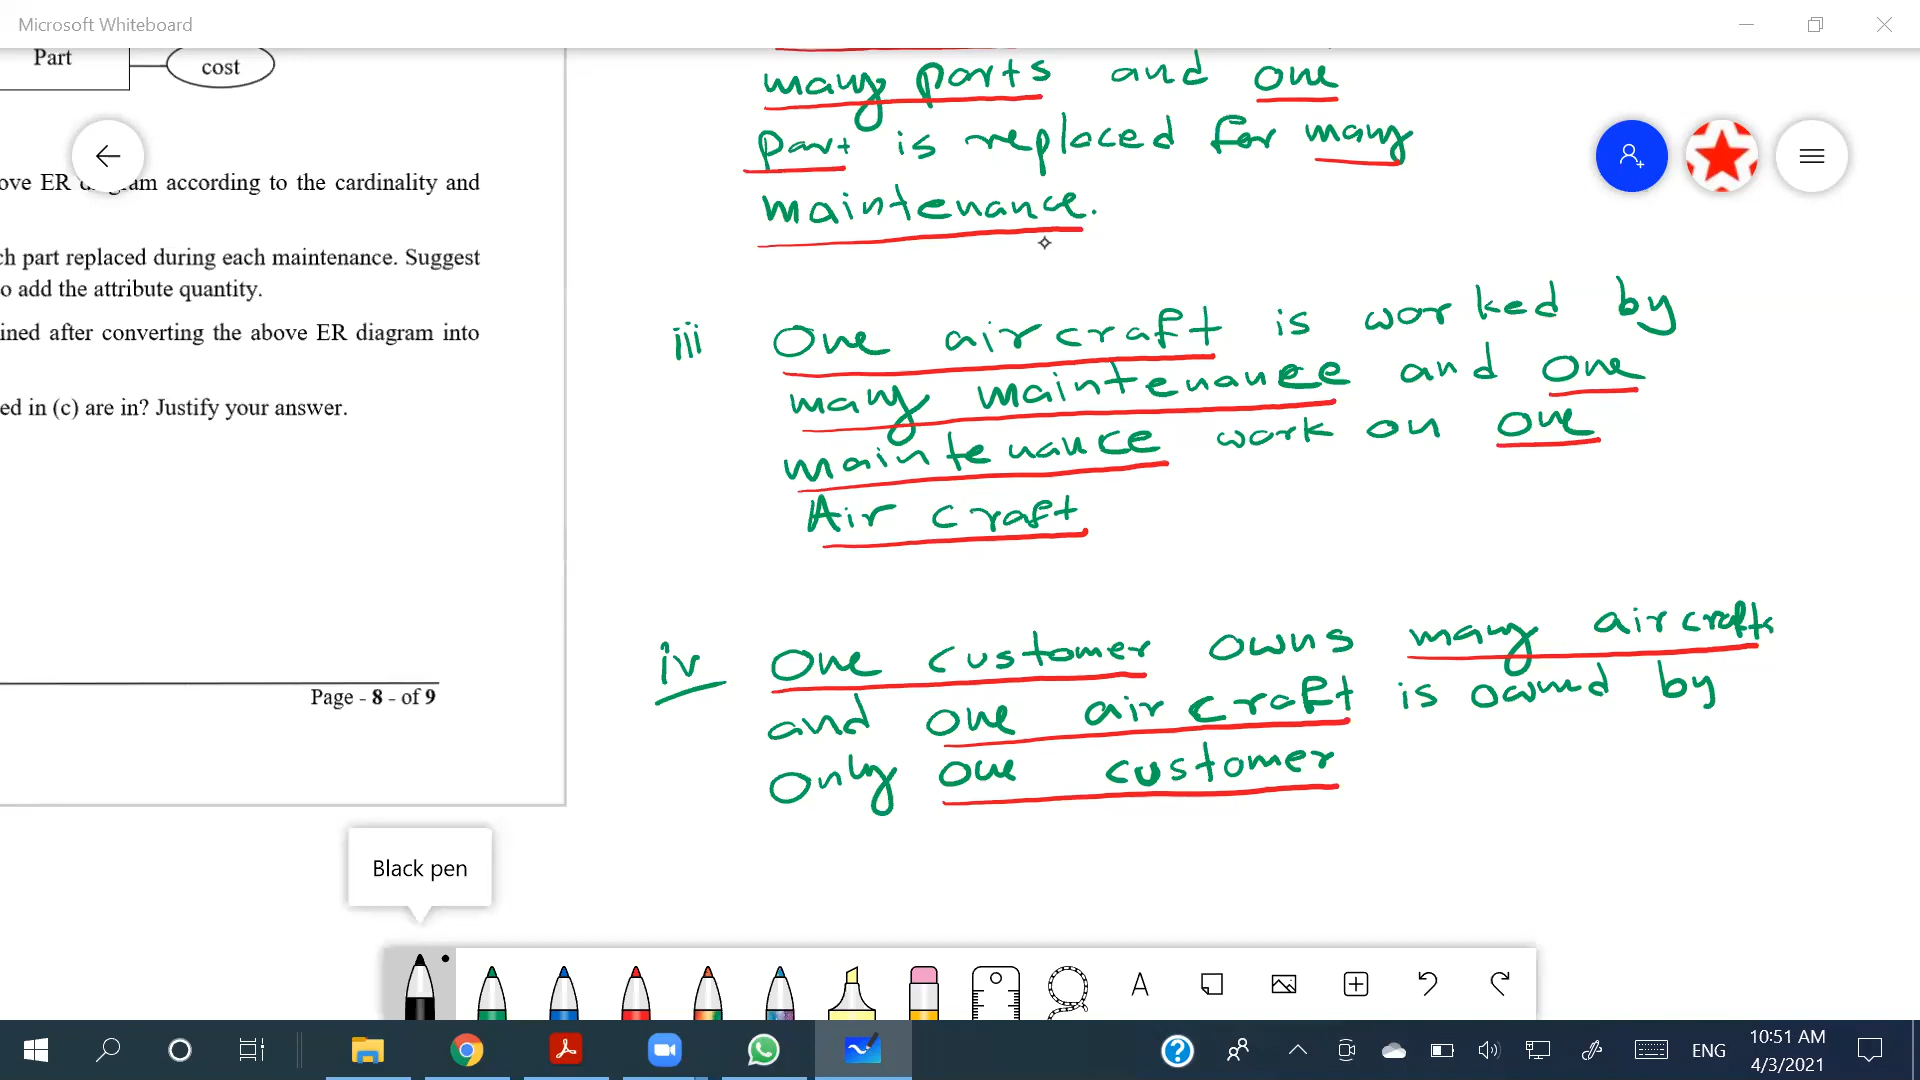 Microsoft Whiteboard
Part
cost
ove ER diagram according to the cardinality and
ch part replaced during each maintenance. Suggest
o add the attribute quantity.
ined after converting the above ER diagram into
ed in (c) are in? Justify your answer.
Page - 8 - of 9
many parts and one
part is replaced for many
maintenance.
iii One aircraft is worked by
many maintenance and one
maintenance work on one
Air craft
iv One customer owns many aircrafts
and one air craft is owned by
only one customer
Black pen
A
ENG
10:51 AM
4/3/2021